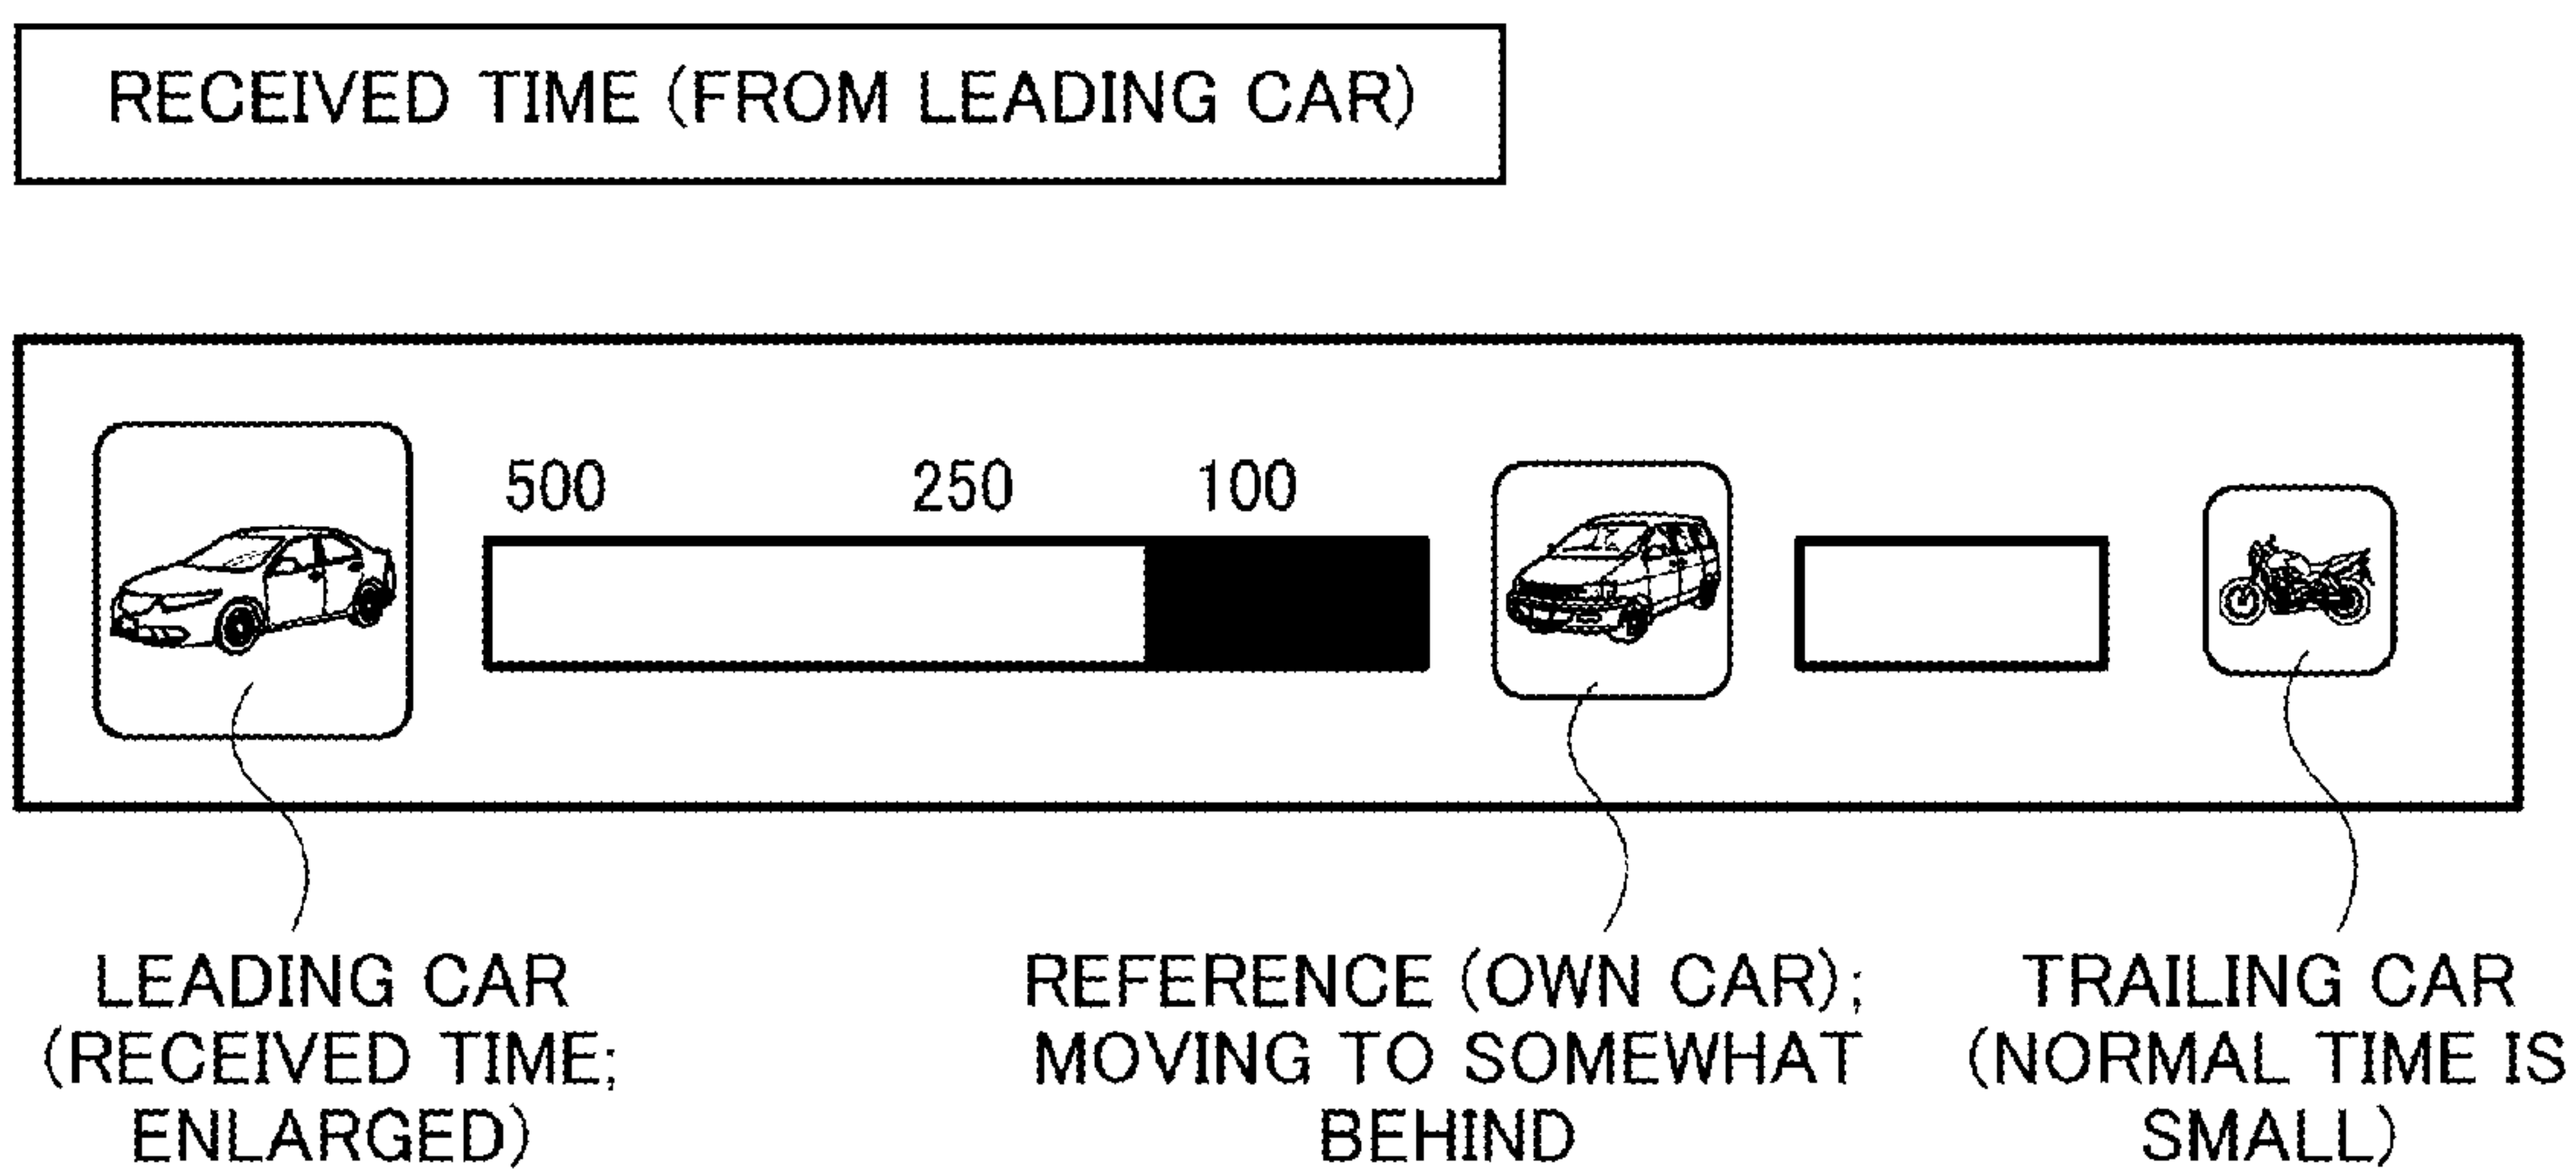 RECEIVED TIME (FROM LEADING CAR)
500 250 100
LEADING CAR
(RECEIVED TIME;
ENLARGED)
REFERENCE (OWN CAR);
MOVING TO SOMEWHAT
BEHIND
TRAILING CAR
(NORMAL TIME IS
SMALL)